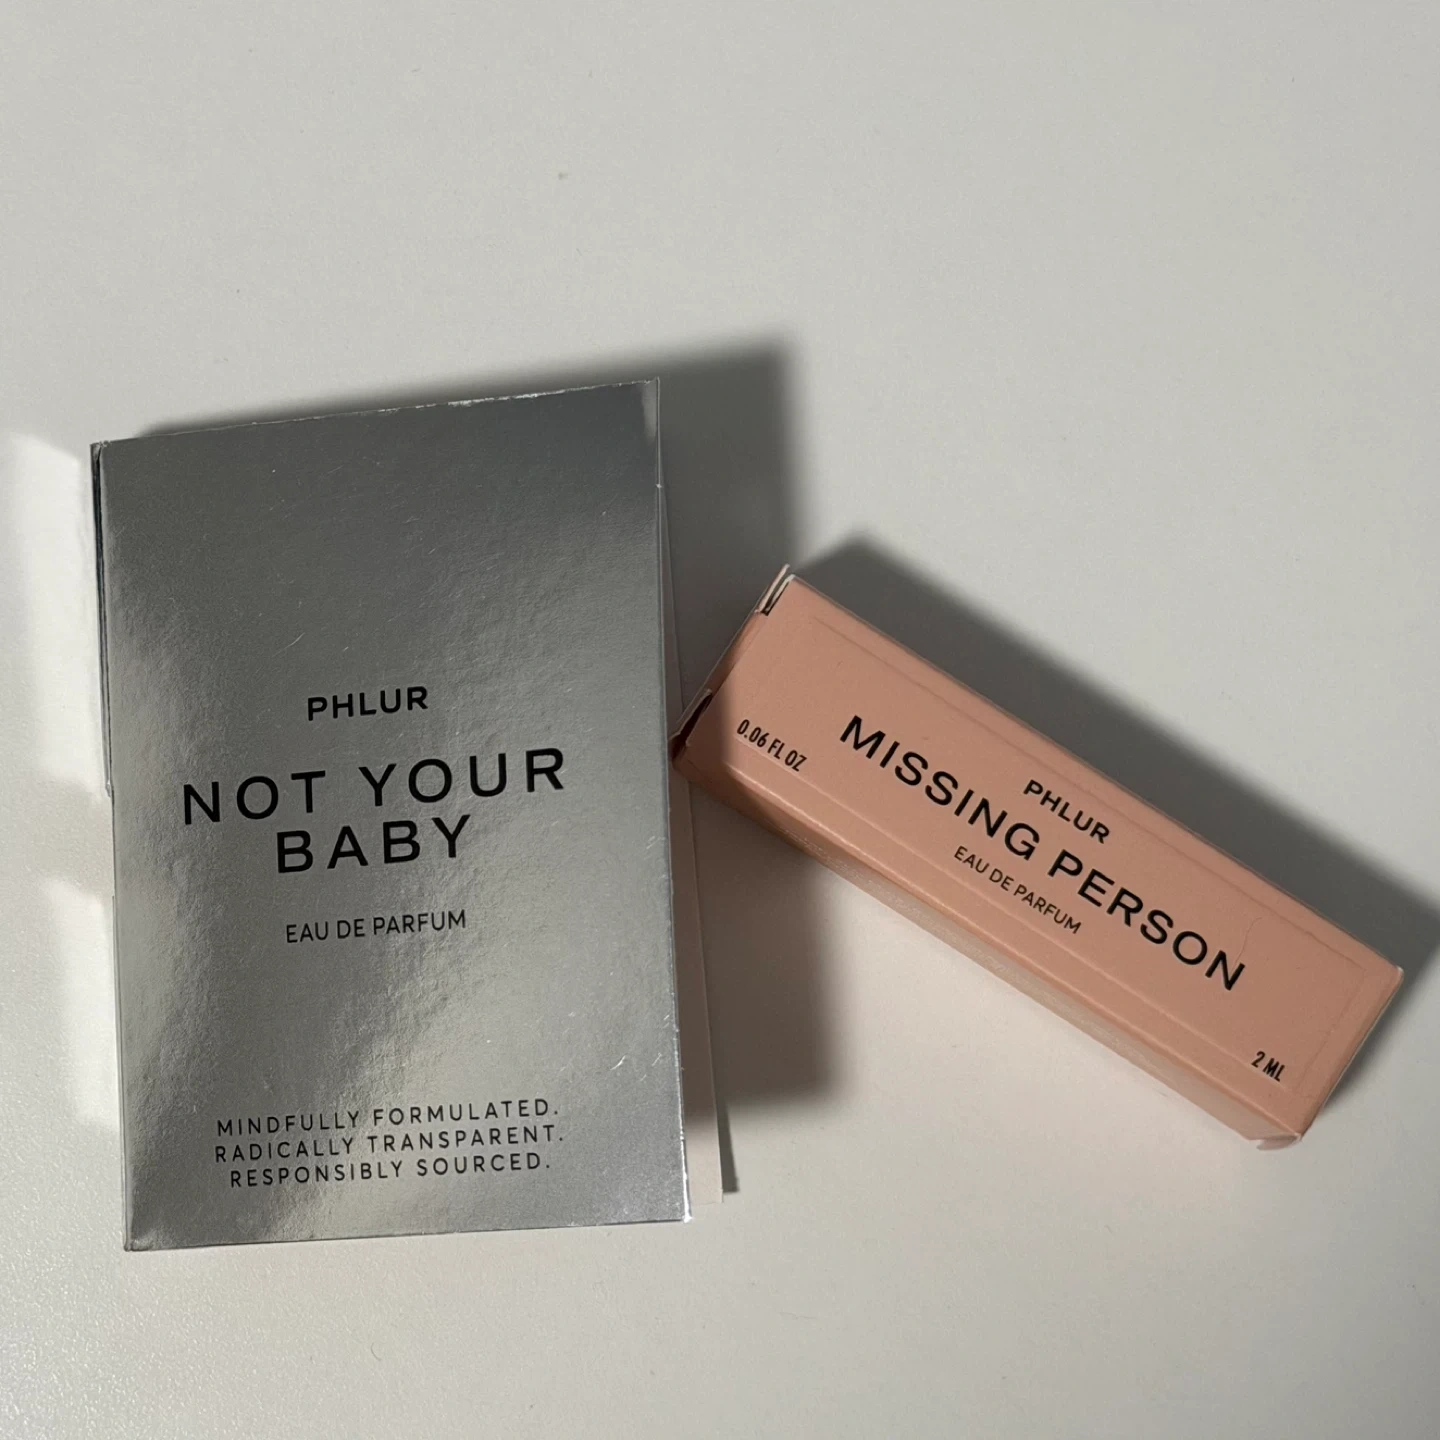 PHLUR
NOT YOUR
BABY
EAU DE PARFUM
MINDFULLY FORMULATED.
RADICALLY TRANSPARENT.
RESPONSIBLY SOURCED.
PHLUR
MISSING PERSON
EAU DE PARFUM
0.06 FL OZ
2 ML